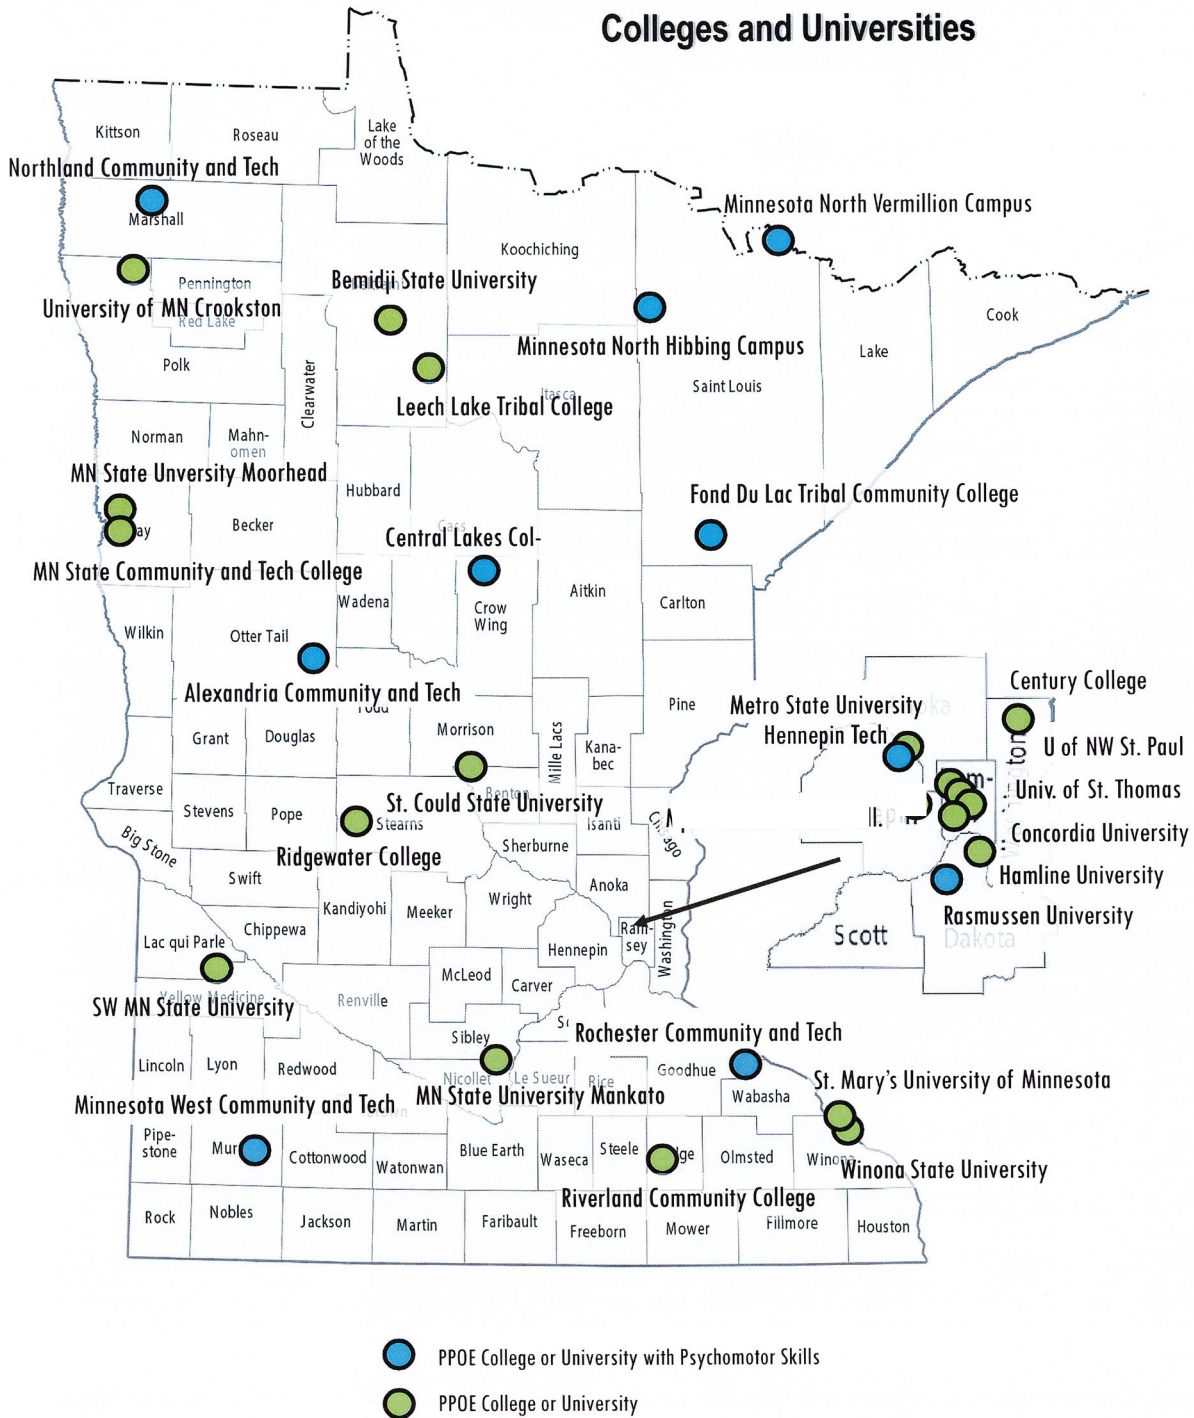 Colleges and Universities
Kittson
Roseau
Lake
of the
Woods
Northland Community and Tech
Marshall
Minnesota North Vermillion Campus
Koochiching
Pennington
Bemidji State University
University of MN Crookston
Red Lake
Cook
Minnesota North Hibbing Campus
Lake
Polk
Clearwater
Itasca
Saint Louis
Leech Lake Tribal College
Norman
Mahn-
omen
MN State Unversity Moorhead
Hubbard
Fond Du Lac Tribal Community College
ay
Becker
Cass
Central Lakes Col-
MN State Community and Tech College
Wadena
Crow
Wing
Aitkin
Carlton
Wilkin
Otter Tail
Alexandria Community and Tech
Century College
Todd
Pine
Metro State University
Grant
Douglas
Morrison
Mille Lacs
Kana-
bec
Hennepin Tech
U of NW St. Paul
Traverse
Stevens
Pope
Benton
St. Could State University
Stearns
Isanti
Univ. of St. Thomas
Big Stone
Ridgewater College
Sherburne
Concordia University
Swift
Anoka
Hamline University
Kandiyohi
Meeker
Wright
Rasmussen University
Chippewa
Ram-
sey
Washington
Scott
Dakota
Lac qui Parle
Hennepin
McLeod
Carver
Yellow Medicine
Renville
SW MN State University
Sibley
Rochester Community and Tech
Lincoln
Lyon
Redwood
Nicollet
Le Sueur
Rice
Goodhue
St. Mary's University of Minnesota
MN State University Mankato
Wabasha
Minnesota West Community and Tech
Pipe-
stone
Mur
Cottonwood
Watonwan
Blue Earth
Waseca
Steele
ge
Olmsted
Winona
Winona State University
Riverland Community College
Rock
Nobles
Jackson
Martin
Faribault
Freeborn
Mower
Fillmore
Houston
PPOE College or University with Psychomotor Skills
PPOE College or University